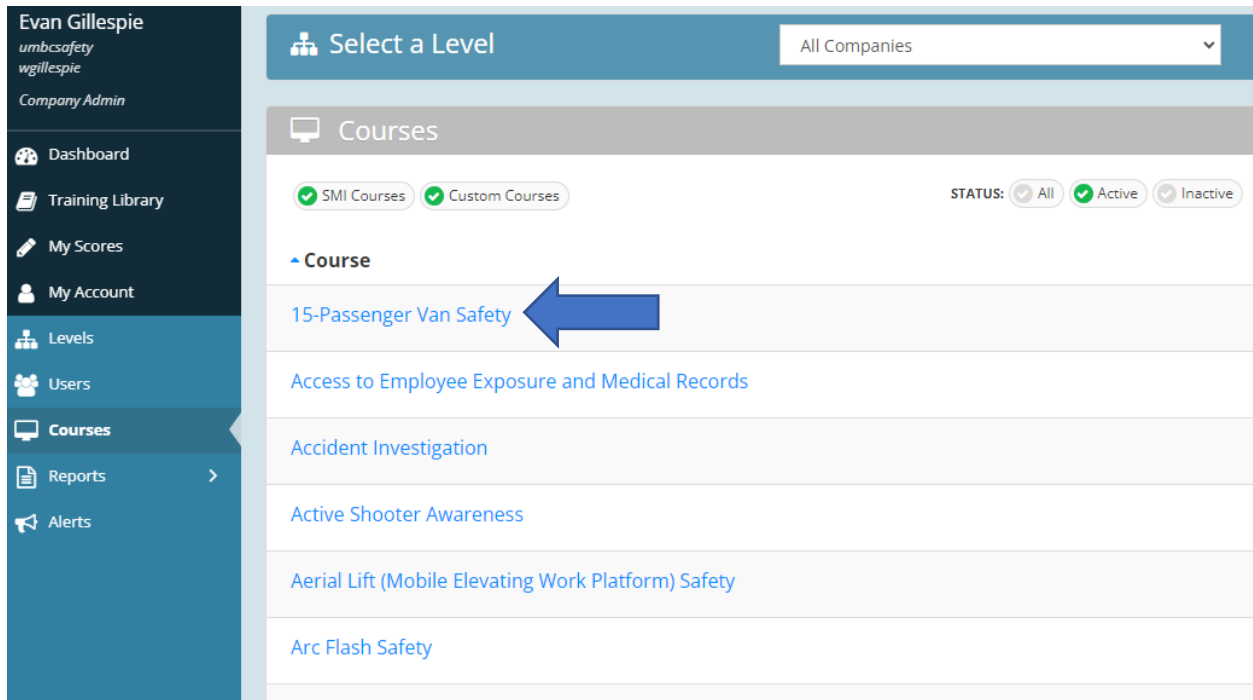 Evan Gillespie
umbcsafety
wgillespie
Company Admin
Dashboard
Training Library
My Scores
My Account
Levels
Users
Courses
Reports
Alerts
Select a Level
All Companies
Courses
SMI Courses
Custom Courses
STATUS:
All
Active
Inactive
Course
15-Passenger Van Safety
Access to Employee Exposure and Medical Records
Accident Investigation
Active Shooter Awareness
Aerial Lift (Mobile Elevating Work Platform) Safety
Arc Flash Safety